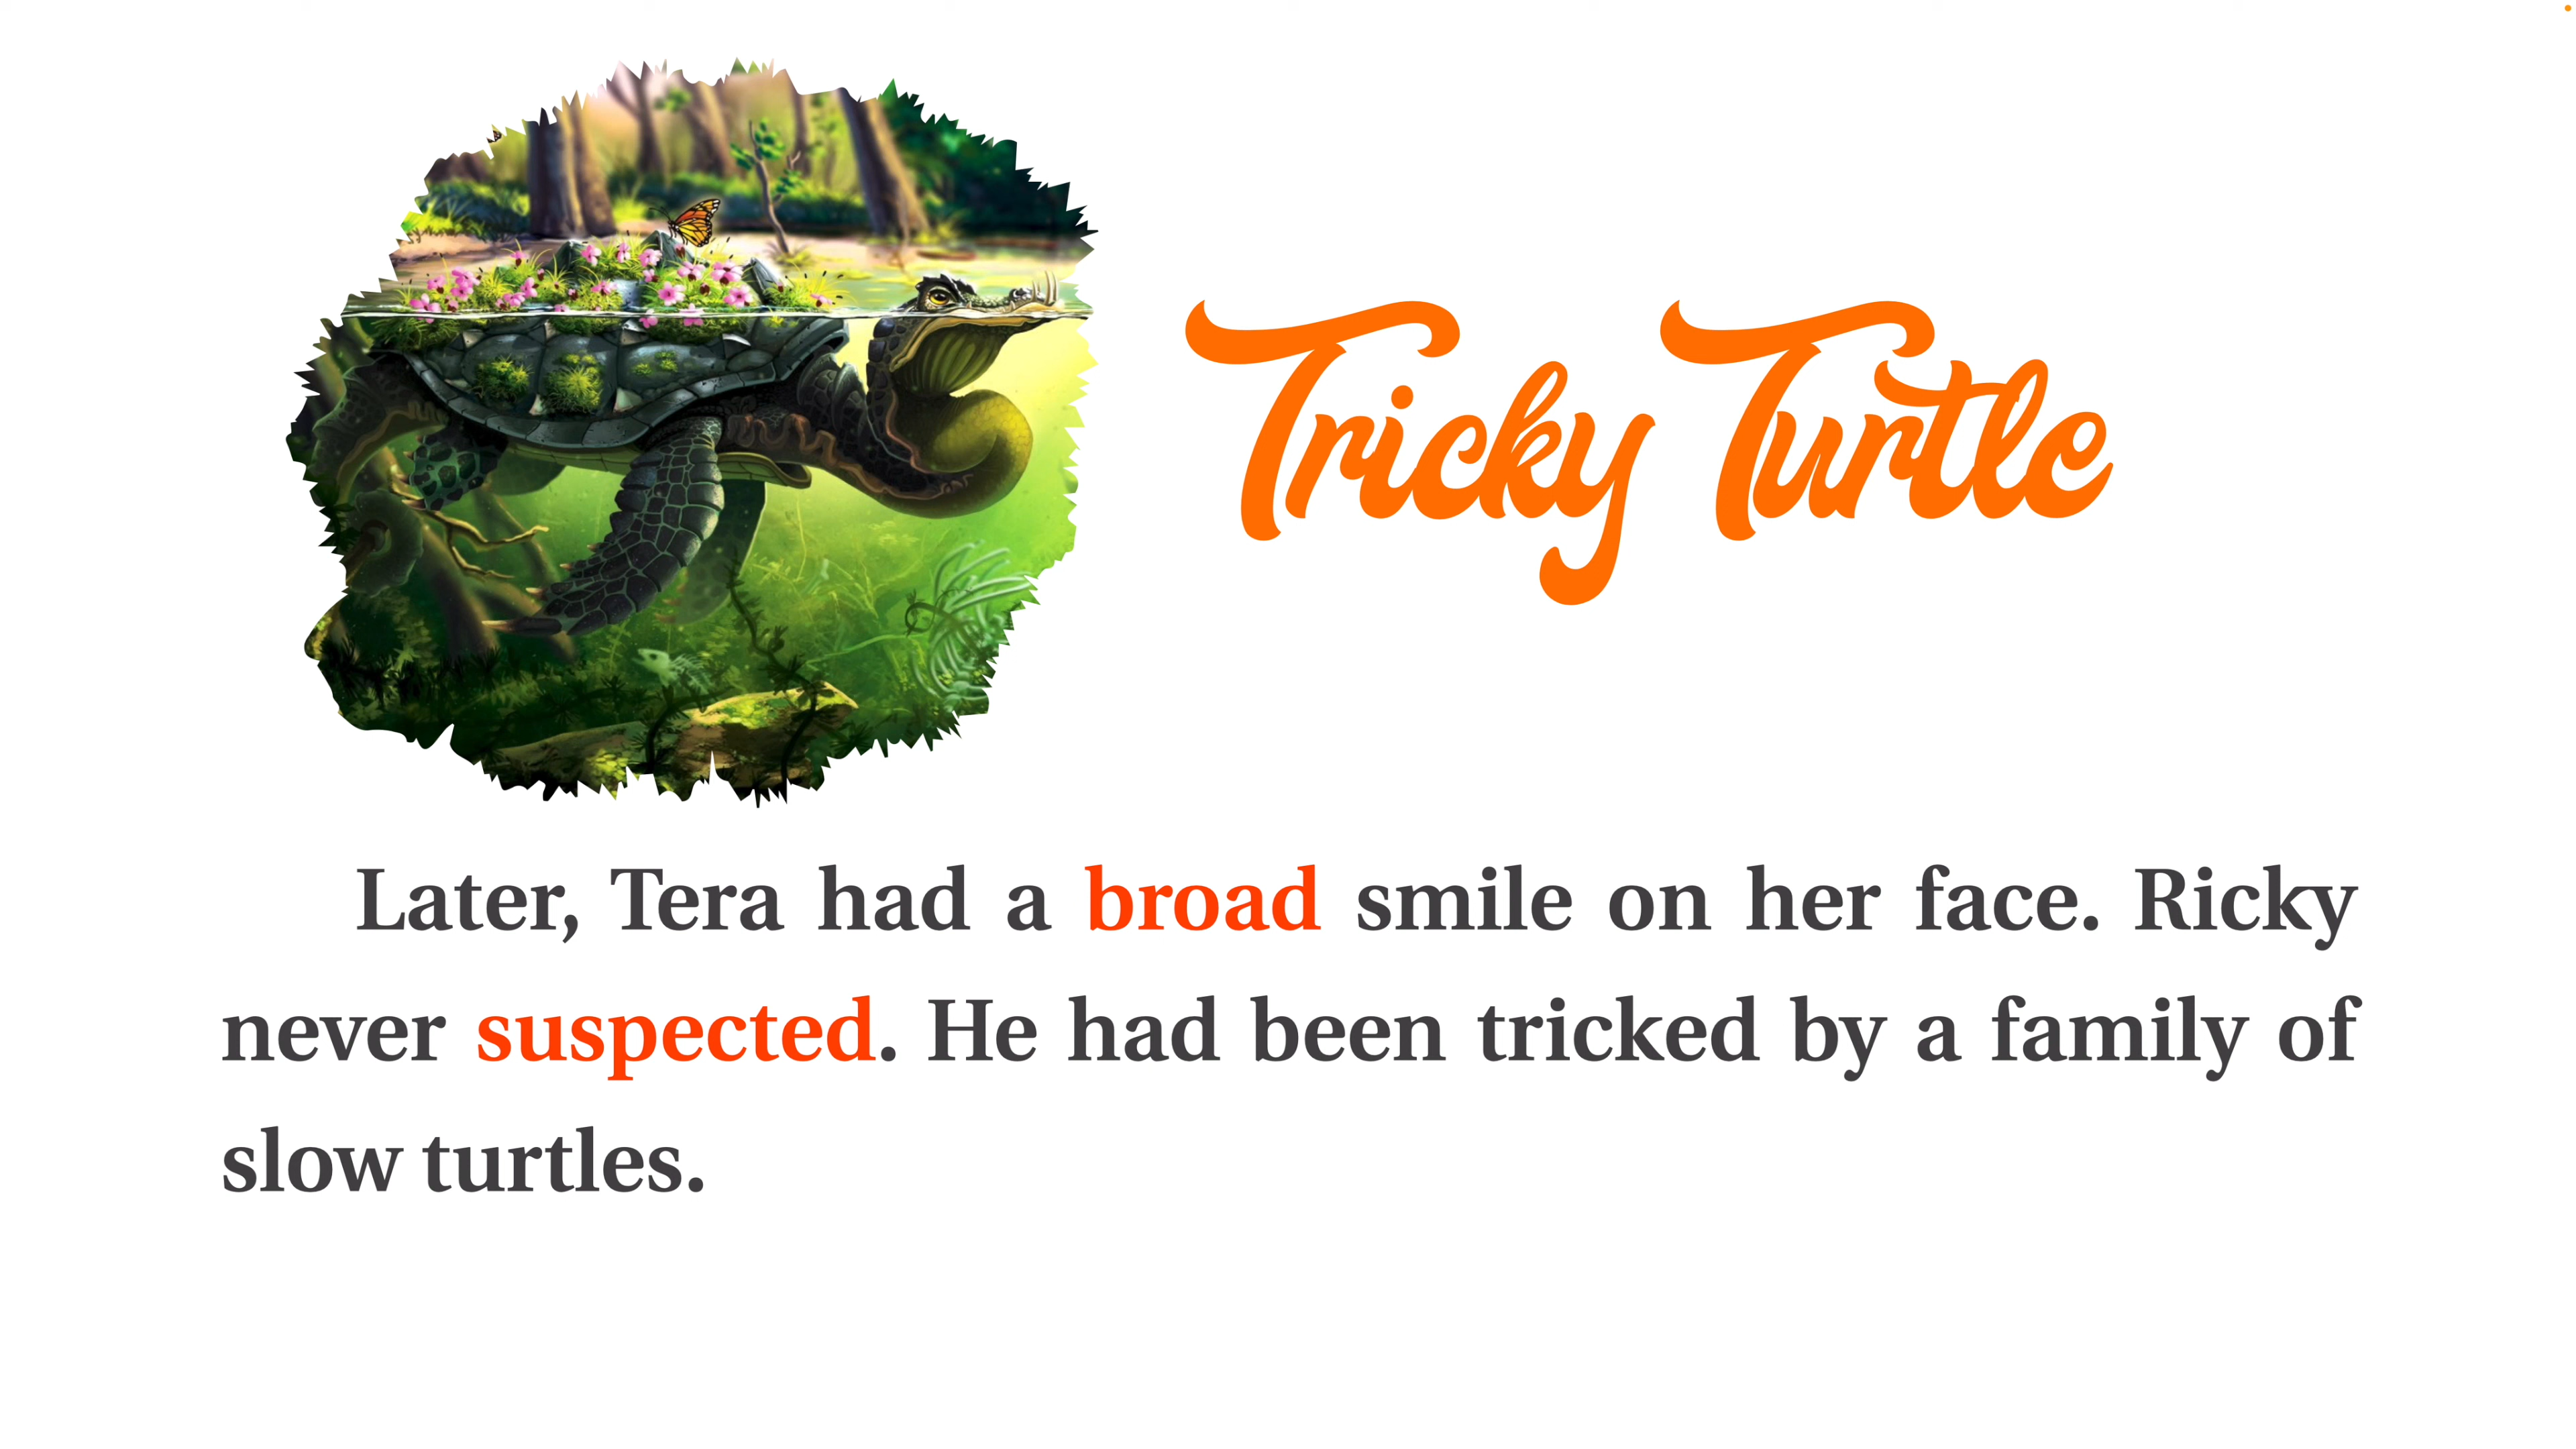 Tricky Turtle
Later, Tera had a broad smile on her face. Ricky
never suspected. He had been tricked by a family of
slow turtles.